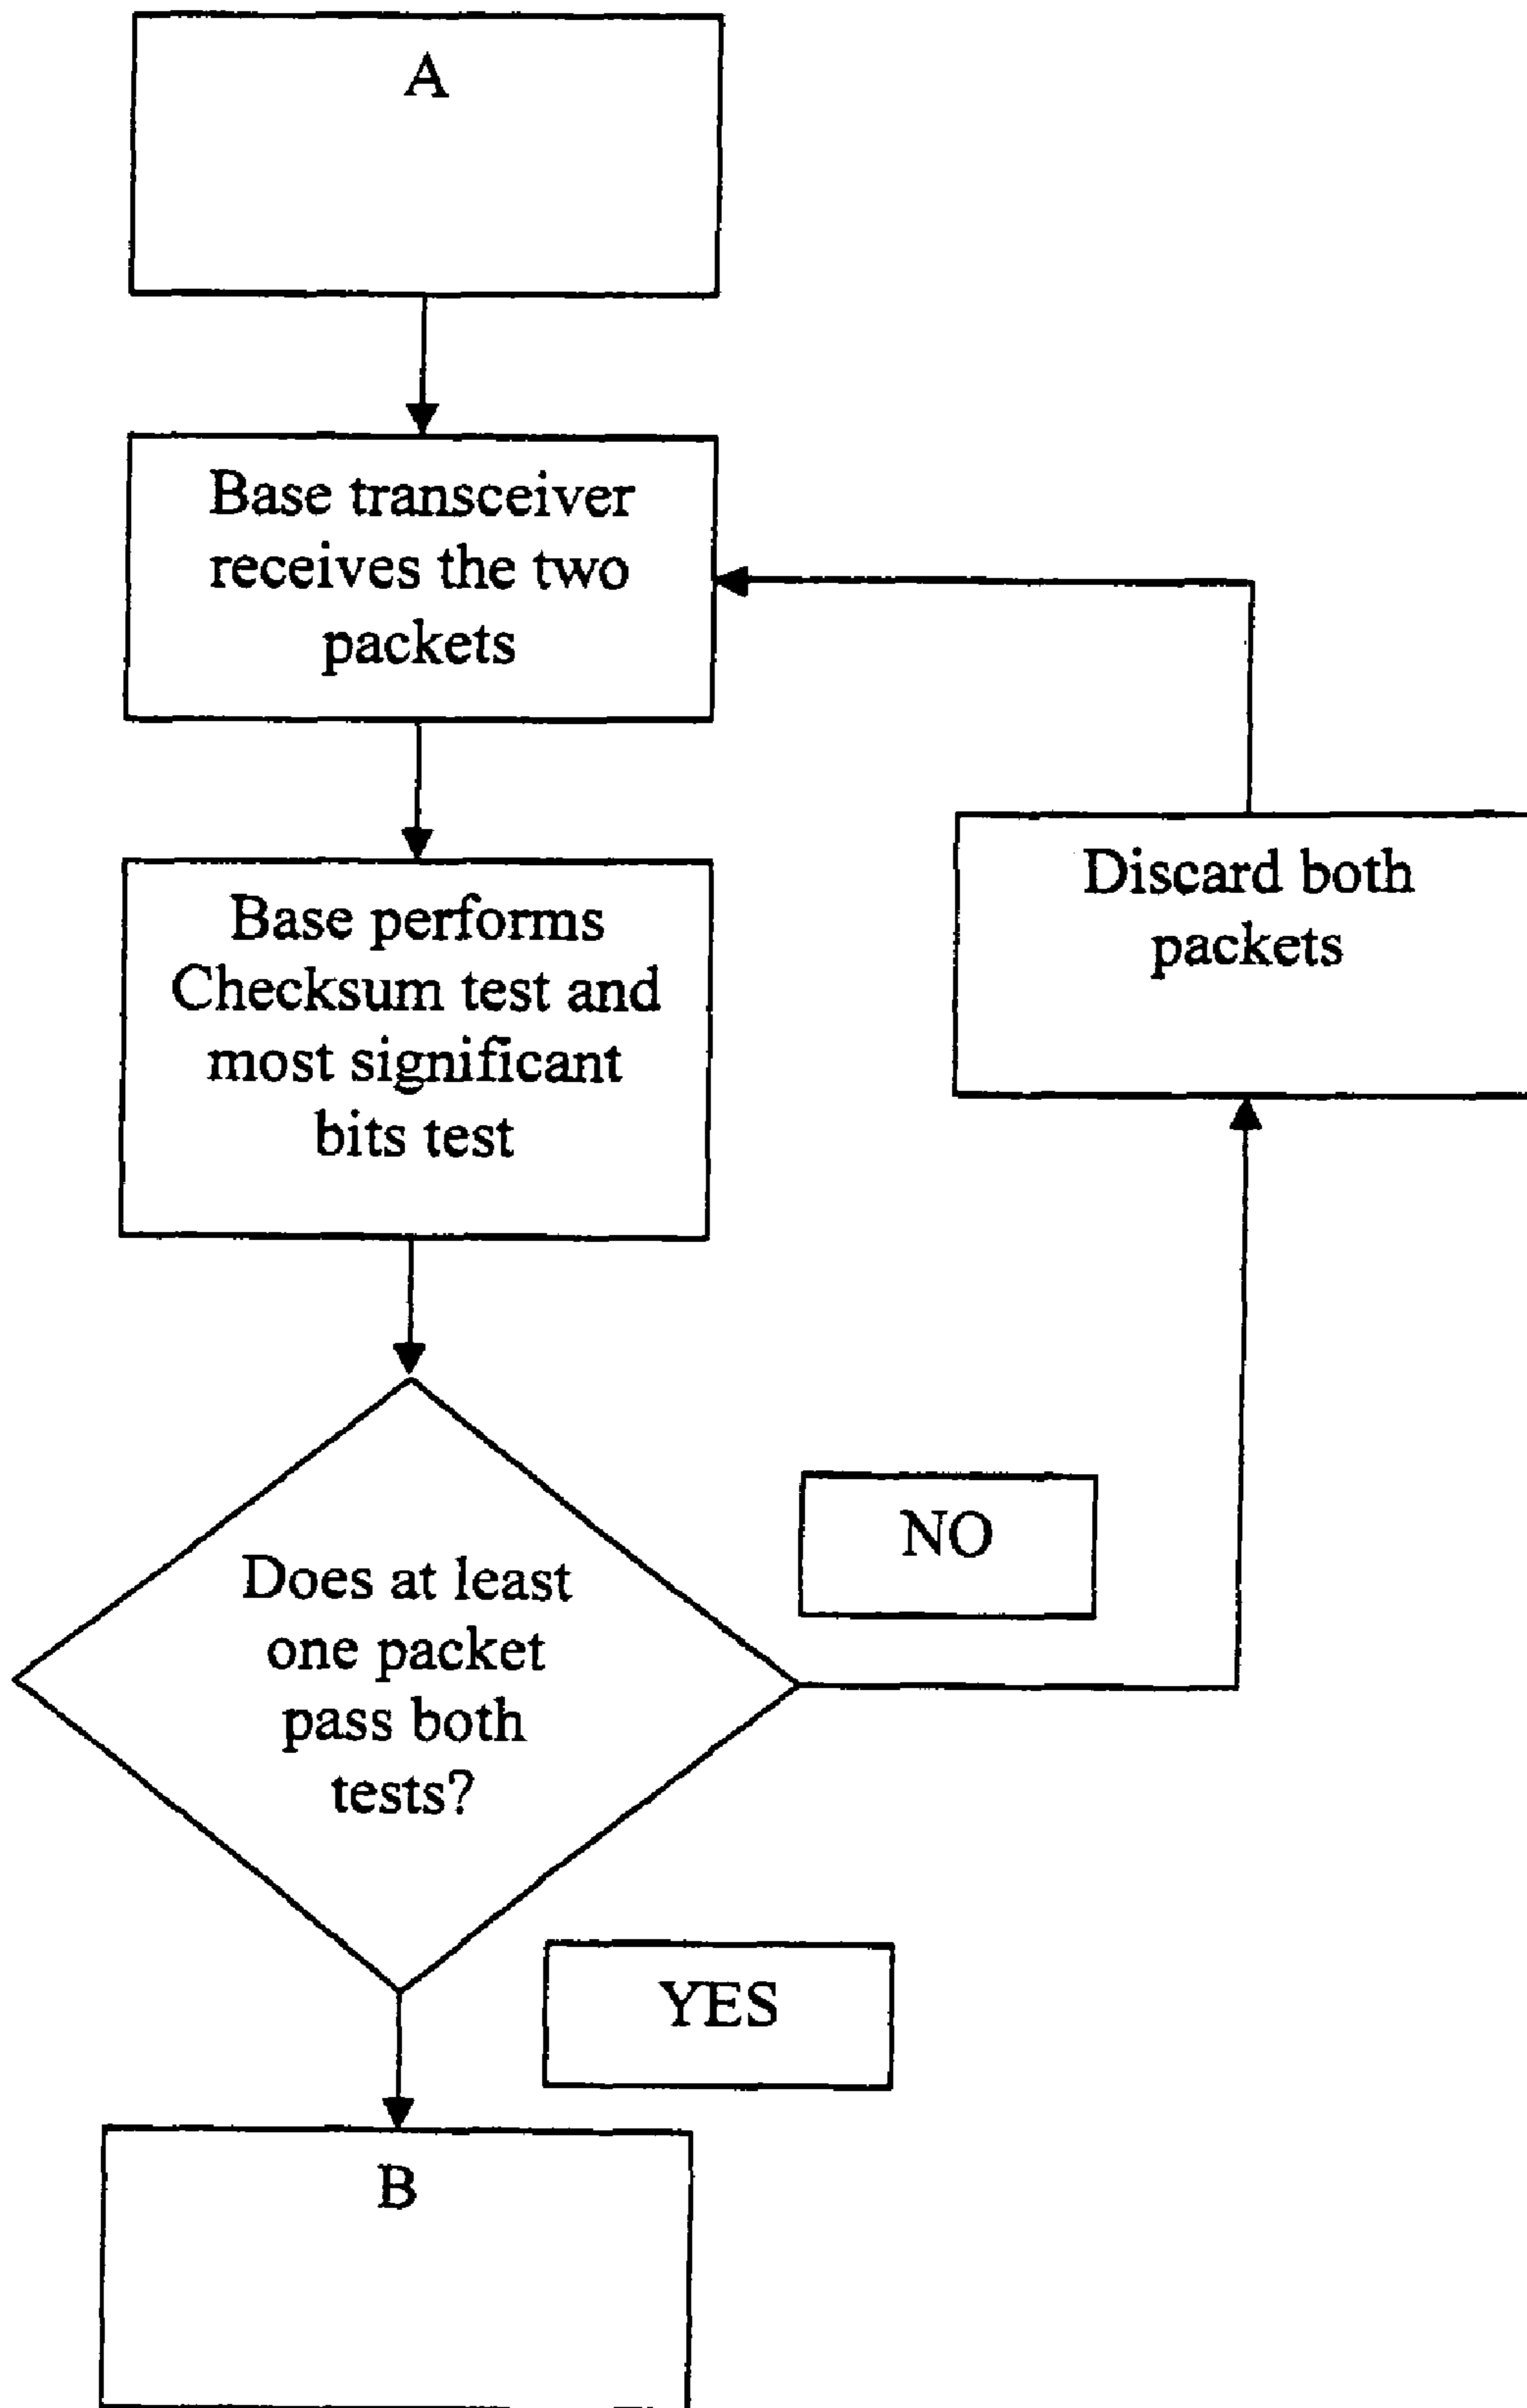 A
Base transceiver
receives the two
packets
Discard both
packets
Base performs
Checksum test and
most significant
bits test
NO
Does at least
one packet
pass both
tests?
YES
B